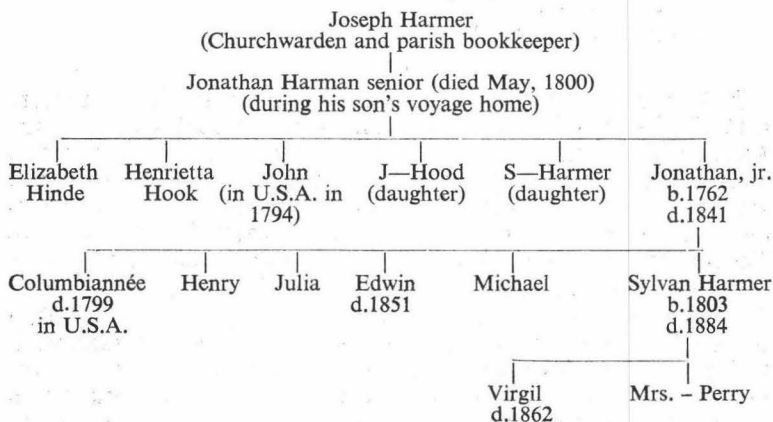 Joseph Harmer
(Churchwarden and parish bookkeeper)
Jonathan Harman senior (died May, 1800)
(during his son's voyage home)
Elizabeth Henrietta John J—Hood S—Harmer Jonathan, jr.
Hinde Hook (in U.S.A. in (daughter) (daughter) b.1762
1794) d.1841
Columbiannée Henry Julia Edwin Michael Sylvan Harmer
d.1799 d.1851 b.1803
in U.S.A. d.1884
Virgil Mrs. – Perry
d.1862